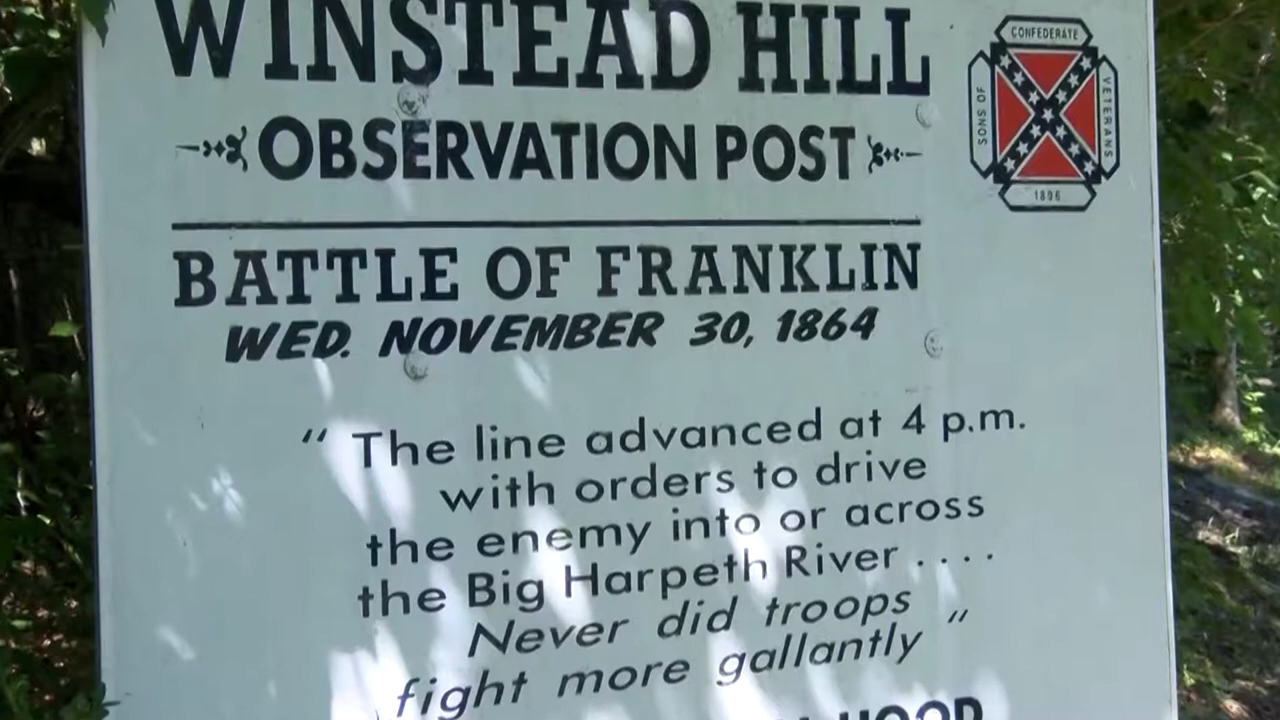 WINSTEAD HILL
OBSERVATION POST
CONFEDERATE
SONS OF
VETERANS
1896
BATTLE OF FRANKLIN
WED. NOVEMBER 30, 1864
“ The line advanced at 4 p.m.
with orders to drive
the enemy into or across
the Big Harpeth River ....
Never did troops
fight more gallantly ”
HOOD